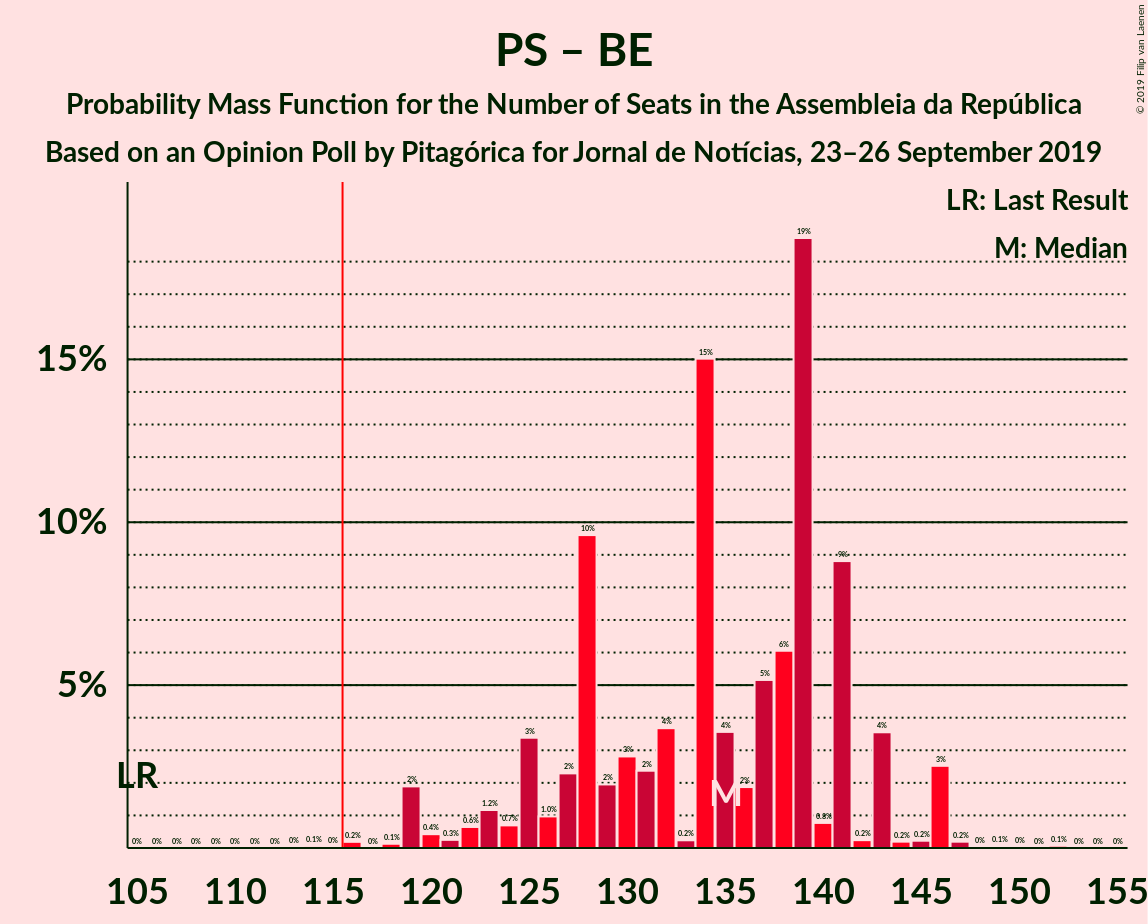 PS – BE
Probability Mass Function for the Number of Seats in the Assembleia da República
Based on an Opinion Poll by Pitagórica for Jornal de Notícias, 23–26 September 2019
© 2019 Filip van Laenen
LR: Last Result
M: Median
15%
10%
5%
LR
M
0% 0% 0% 0% 0% 0% 0% 0% 0% 0.1% 0% 0.2% 0% 0.1% 2% 0.4% 0.3% 0.6% 1.2% 0.7% 3% 1.0% 2% 10% 2% 3% 2% 4% 0.2% 15% 4% 2% 5% 6% 19% 0.8% 9% 0.2% 4% 0.2% 0.2% 3% 0.2% 0% 0.1% 0% 0% 0.1% 0% 0% 0%
105 110 115 120 125 130 135 140 145 150 155